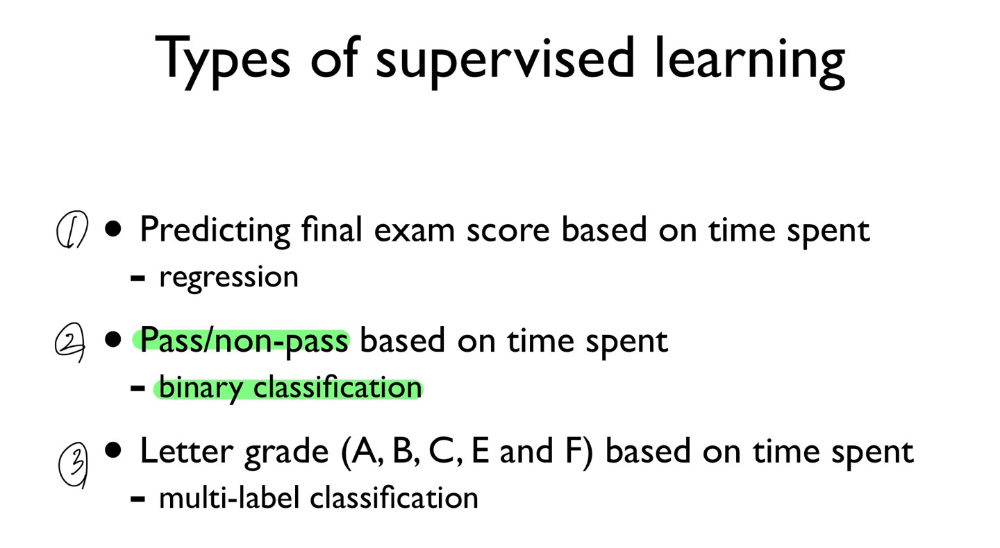 Types of supervised learning
① • Predicting final exam score based on time spent
- regression
② • Pass/non-pass based on time spent
- binary classification
③ • Letter grade (A, B, C, E and F) based on time spent
- multi-label classification